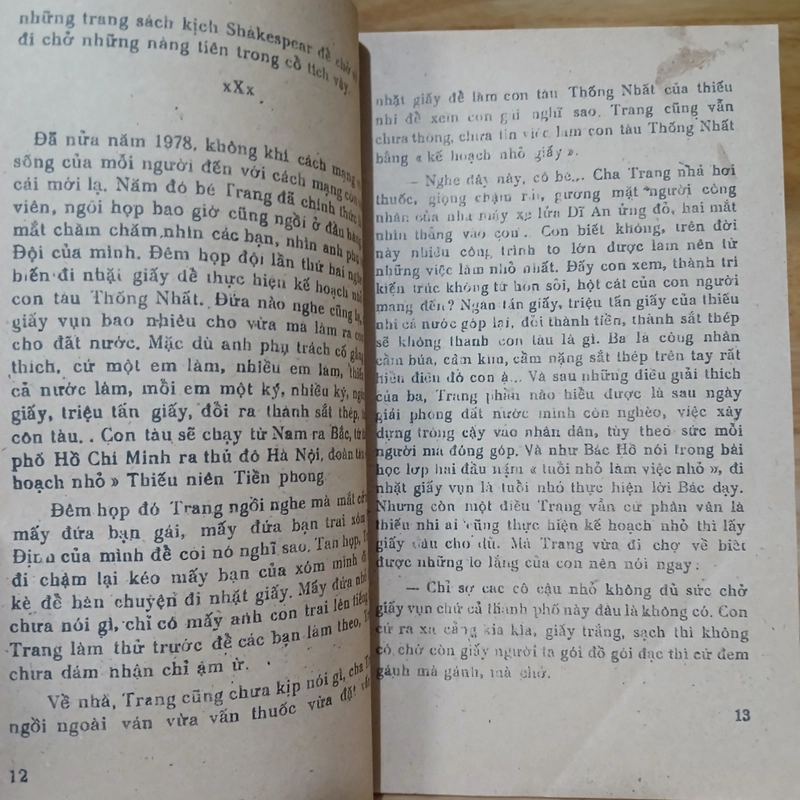 những trang sách kịch Shakespear để chờ
đi chở những nàng tiên trong cổ tích vậy.
xXx
Đã nửa năm 1978, không khí cách mạng
sống của mỗi người đến với cách mạng còn
cái mới lạ. Năm đó bé Trang đã chính thức
viên, ngói họp bao giờ cũng ngồi ở đầu hàng
mắt chăm chăm nhìn các bạn, nhìn anh phụ
Đội của mình. Đêm họp đội lần thứ hai nghe
biến đi nhặt giấy để thực hiện kế hoạch nhỏ
con tàu Thống Nhất. Đứa nào nghe cũng
giấy vụn bao nhiêu cho vừa mà làm ra
cho đất nước. Mặc dù anh phụ trách cố gắng
thích, cứ một em làm, nhiều em làm,
cả nước làm, mỗi em một ký, nhiều ký,
giấy, triệu tấn giấy, đổi ra thành sắt thép,
côn tàu.. Con tàu sẽ chạy từ Nam ra Bắc, từ
phố Hồ Chí Minh ra thủ đô Hà Nội, đoàn tàu
hoạch nhỏ» Thiếu niên Tiền phong
Đêm họp đó Trang ngồi nghe mà mắt cứ
mấy đứa bạn gái, mấy đứa bạn trai xóm
Định của mình để coi nó nghĩ sao. Tan họp,
đi chậm lại kéo mấy bạn của xóm mình đi
kè để hàn chuyện đi nhặt giấy. Mấy đứa nhỏ
chưa nói gì, chỉ có mấy anh con trai lên tiếng
Trang làm thử trước để các bạn làm theo,
chưa dám nhận chỉ ậm ừ.
Về nhà, Trang cũng chưa kịp nói gì, cha
ngồi ngoài ván vừa vấn thuốc vừa đặt vấn
12
nhặt giấy để làm con tàu Thống Nhất của thiếu
nhi để xem con gái nghĩ sao. Trang cũng vẫn
chưa thông, chưa tin việc làm con tàu Thống Nhất
bằng « kế hoạch nhỏ giấy ».
— Nghe đây này, cô bé... Cha Trang nhả hơi
thuốc, giọng chậm rãi, gương mặt người công
nhân của nhà máy xe lửa Dĩ An ửng đỏ, hai mắt
nhìn thẳng vào con. Con biết không, trên đời
này nhiều công trình to lớn được làm nên từ
những việc làm nhỏ nhất. Đấy con xem, thành trì
kiến trúc không từ hòn sỏi, hột cát của con người
mang đến? Ngàn tấn giấy, triệu tấn giấy của thiếu
nhi cả nước góp lại, đổi thành tiền, thành sắt thép
sẽ không thành con tàu là gì. Ba là công nhân
cầm búa, cầm kìm, cầm nặng sắt thép trên tay rất
hiểu điều đó con ạ... Và sau những điều giải thích
của ba, Trang phần nào hiểu được là sau ngày
giải phóng đất nước mình còn nghèo, việc xây
dựng trông cậy vào nhân dân, tùy theo sức mỗi
người mà đóng góp. Và như Bác Hồ nói trong bài
học lớp hai đầu năm « tuổi nhỏ làm việc nhỏ », đi
nhặt giấy vụn là tuổi nhỏ thực hiện lời Bác dạy.
Nhưng còn một điều Trang vẫn cứ phân vân là
thiếu nhi ai cũng thực hiện kế hoạch nhỏ thì lấy
giấy đâu cho đủ. Má Trang vừa đi chợ về biết
được những lo lắng của con nên nói ngay:
— Chỉ sợ các cô cậu nhỏ không đủ sức chở
giấy vụn chứ cả thành phố này đâu là không có. Con
cứ ra xa cảng kia kìa, giấy trắng, sạch thì không
có chớ còn giấy người ta gói đồ gói đạc thì cứ đem
gánh mà gánh, mà chở.
13